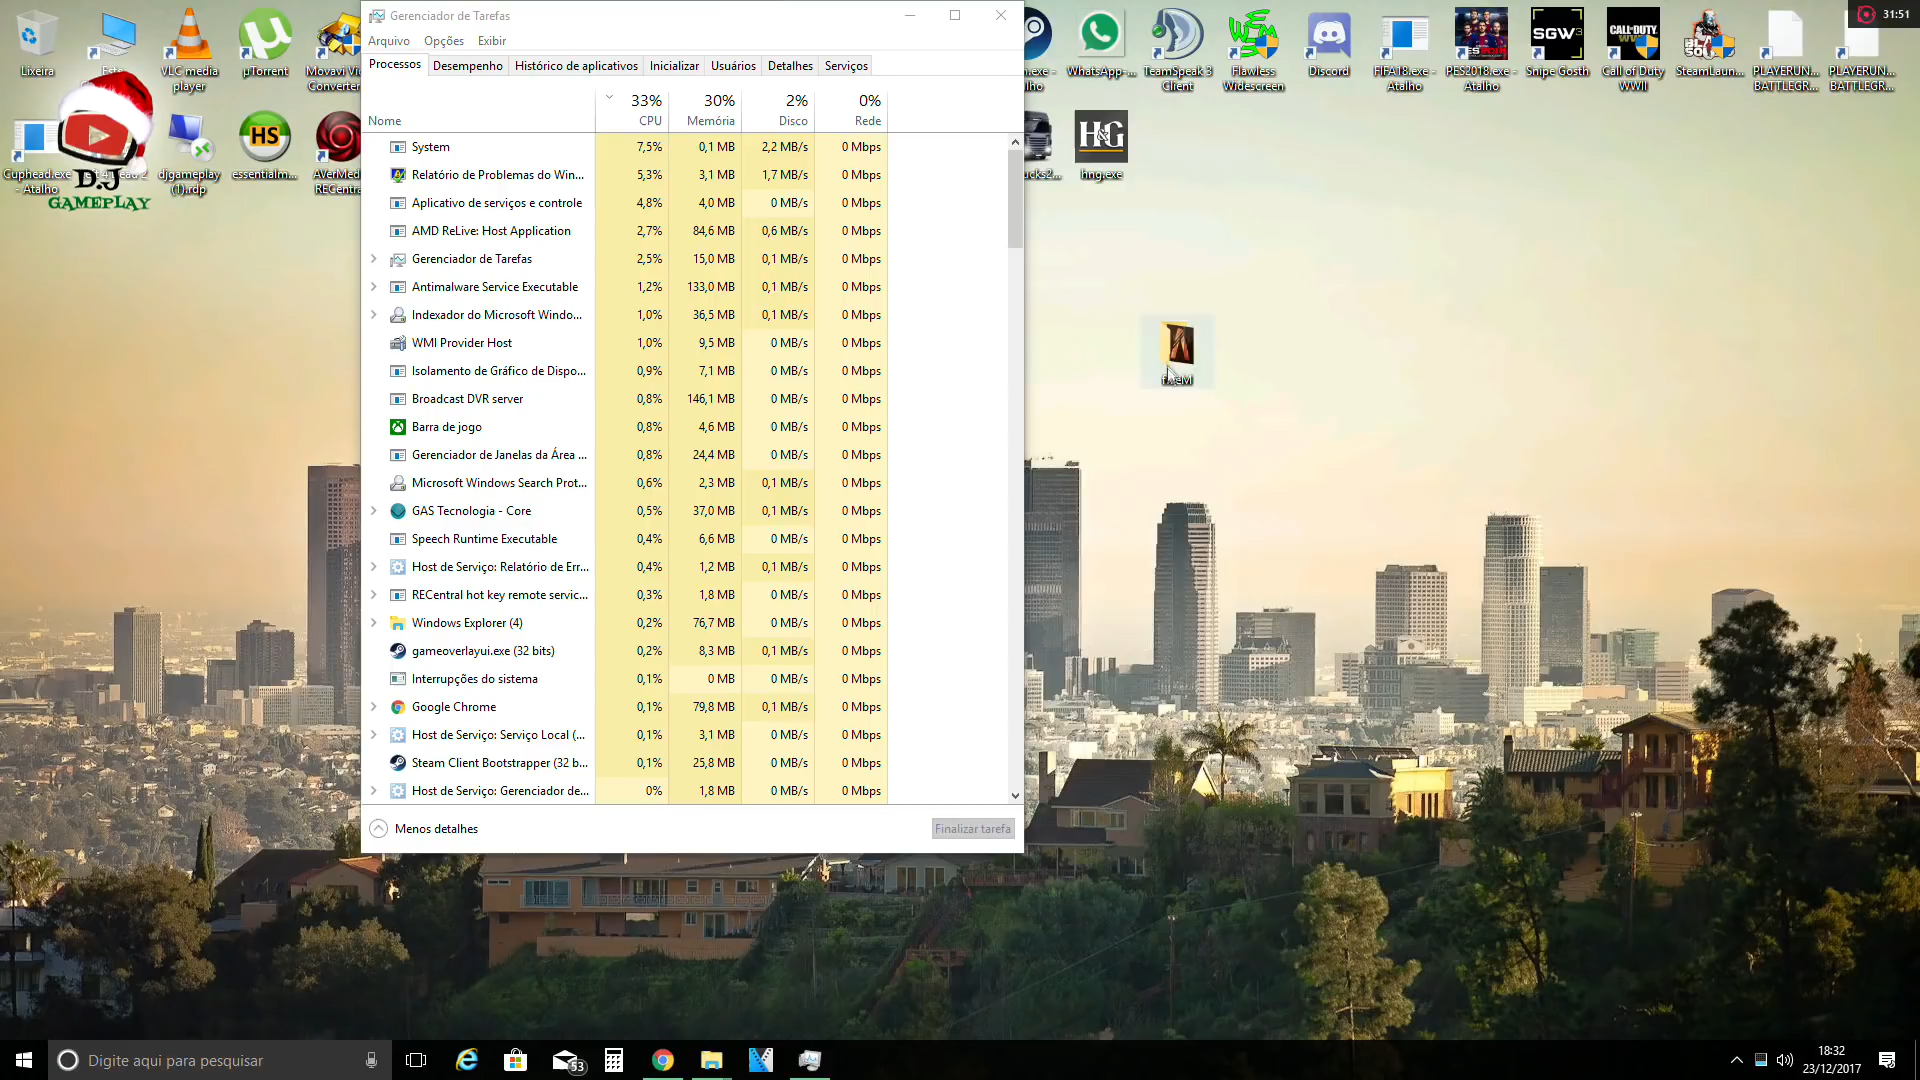 Gerenciador de Tarefas
Arquivo Opções Exibir
Processos Desempenho Histórico de aplicativos Inicializar Usuários Detalhes Serviços
33% 30% 2% 0%
Nome CPU Memória Disco Rede
System 7,5% 0,1 MB 2,2 MB/s 0 Mbps
Relatório de Problemas do Win... 5,3% 3,1 MB 1,7 MB/s 0 Mbps
Aplicativo de serviços e controle 4,8% 4,0 MB 0 MB/s 0 Mbps
AMD ReLive: Host Application 2,7% 84,6 MB 0,6 MB/s 0 Mbps
Gerenciador de Tarefas 2,5% 15,0 MB 0,1 MB/s 0 Mbps
Antimalware Service Executable 1,2% 133,0 MB 0,1 MB/s 0 Mbps
Indexador do Microsoft Windo... 1,0% 36,5 MB 0,1 MB/s 0 Mbps
WMI Provider Host 1,0% 9,5 MB 0 MB/s 0 Mbps
Isolamento de Gráfico de Dispo... 0,9% 7,1 MB 0 MB/s 0 Mbps
Broadcast DVR server 0,8% 146,1 MB 0 MB/s 0 Mbps
Barra de jogo 0,8% 4,6 MB 0 MB/s 0 Mbps
Gerenciador de Janelas da Área ... 0,8% 24,4 MB 0 MB/s 0 Mbps
Microsoft Windows Search Prot... 0,6% 2,3 MB 0,1 MB/s 0 Mbps
GAS Tecnologia - Core 0,5% 37,0 MB 0,1 MB/s 0 Mbps
Speech Runtime Executable 0,4% 6,6 MB 0 MB/s 0 Mbps
Host de Serviço: Relatório de Err... 0,4% 1,2 MB 0,1 MB/s 0 Mbps
RECentral hot key remote servic... 0,3% 1,8 MB 0 MB/s 0 Mbps
Windows Explorer (4) 0,2% 76,7 MB 0 MB/s 0 Mbps
gameoverlayui.exe (32 bits) 0,2% 8,3 MB 0,1 MB/s 0 Mbps
Interrupções do sistema 0,1% 0 MB 0 MB/s 0 Mbps
Google Chrome 0,1% 79,8 MB 0,1 MB/s 0 Mbps
Host de Serviço: Serviço Local (... 0,1% 3,1 MB 0 MB/s 0 Mbps
Steam Client Bootstrapper (32 b... 0,1% 25,8 MB 0 MB/s 0 Mbps
Host de Serviço: Gerenciador de... 0% 1,8 MB 0 MB/s 0 Mbps
Menos detalhes Finalizar tarefa
Lixeira
VLC media player
µTorrent
Movavi Vi
Converter
Cuphead.exe - Atalho
D.J
GAMEPLAY
djgameplay (1).rdp
HS
essentialm...
AVerMed
RECentra
WhatsApp-...
TeamSpeak 3 Client
Flawless Widescreen
Discord
FIFA18.exe - Atalho
PES2018.exe - Atalho
SGW3
Snipe Gosth
CALL OF DUTY
Call of Duty WWII
SteamLaun...
PLAYERUN... BATTLEGR...
PLAYERUN... BATTLEGR...
31:51
H&G
hng.exe
Digite aqui para pesquisar
53
18:32
23/12/2017